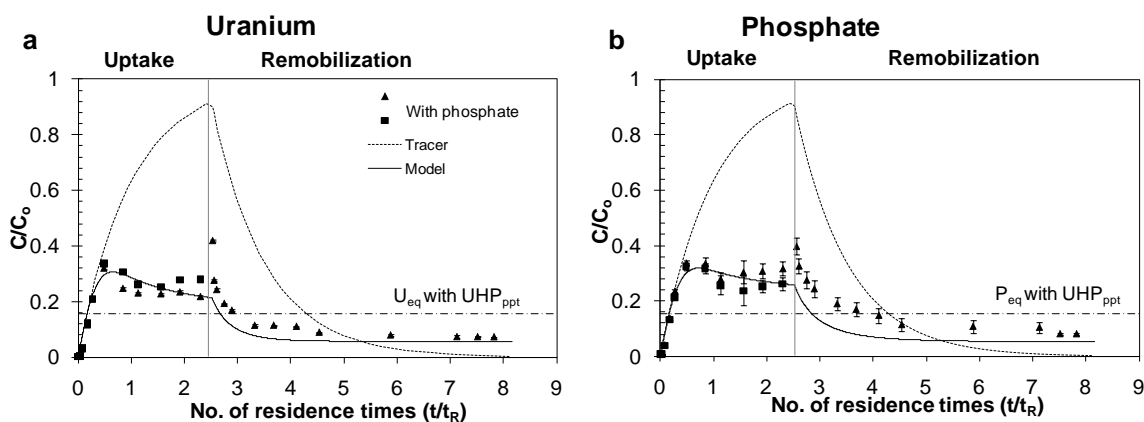 Uranium
a
Uptake Remobilization
1
0.8
0.6
0.4
0.2
0
C/Co
With phosphate
Tracer
Model
Ueq with UHPppt
0 1 2 3 4 5 6 7 8 9
No. of residence times (t/tR)
Phosphate
b
Uptake Remobilization
1
0.8
0.6
0.4
0.2
0
C/Co
Peq with UHPppt
0 1 2 3 4 5 6 7 8 9
No. of residence times (t/tR)